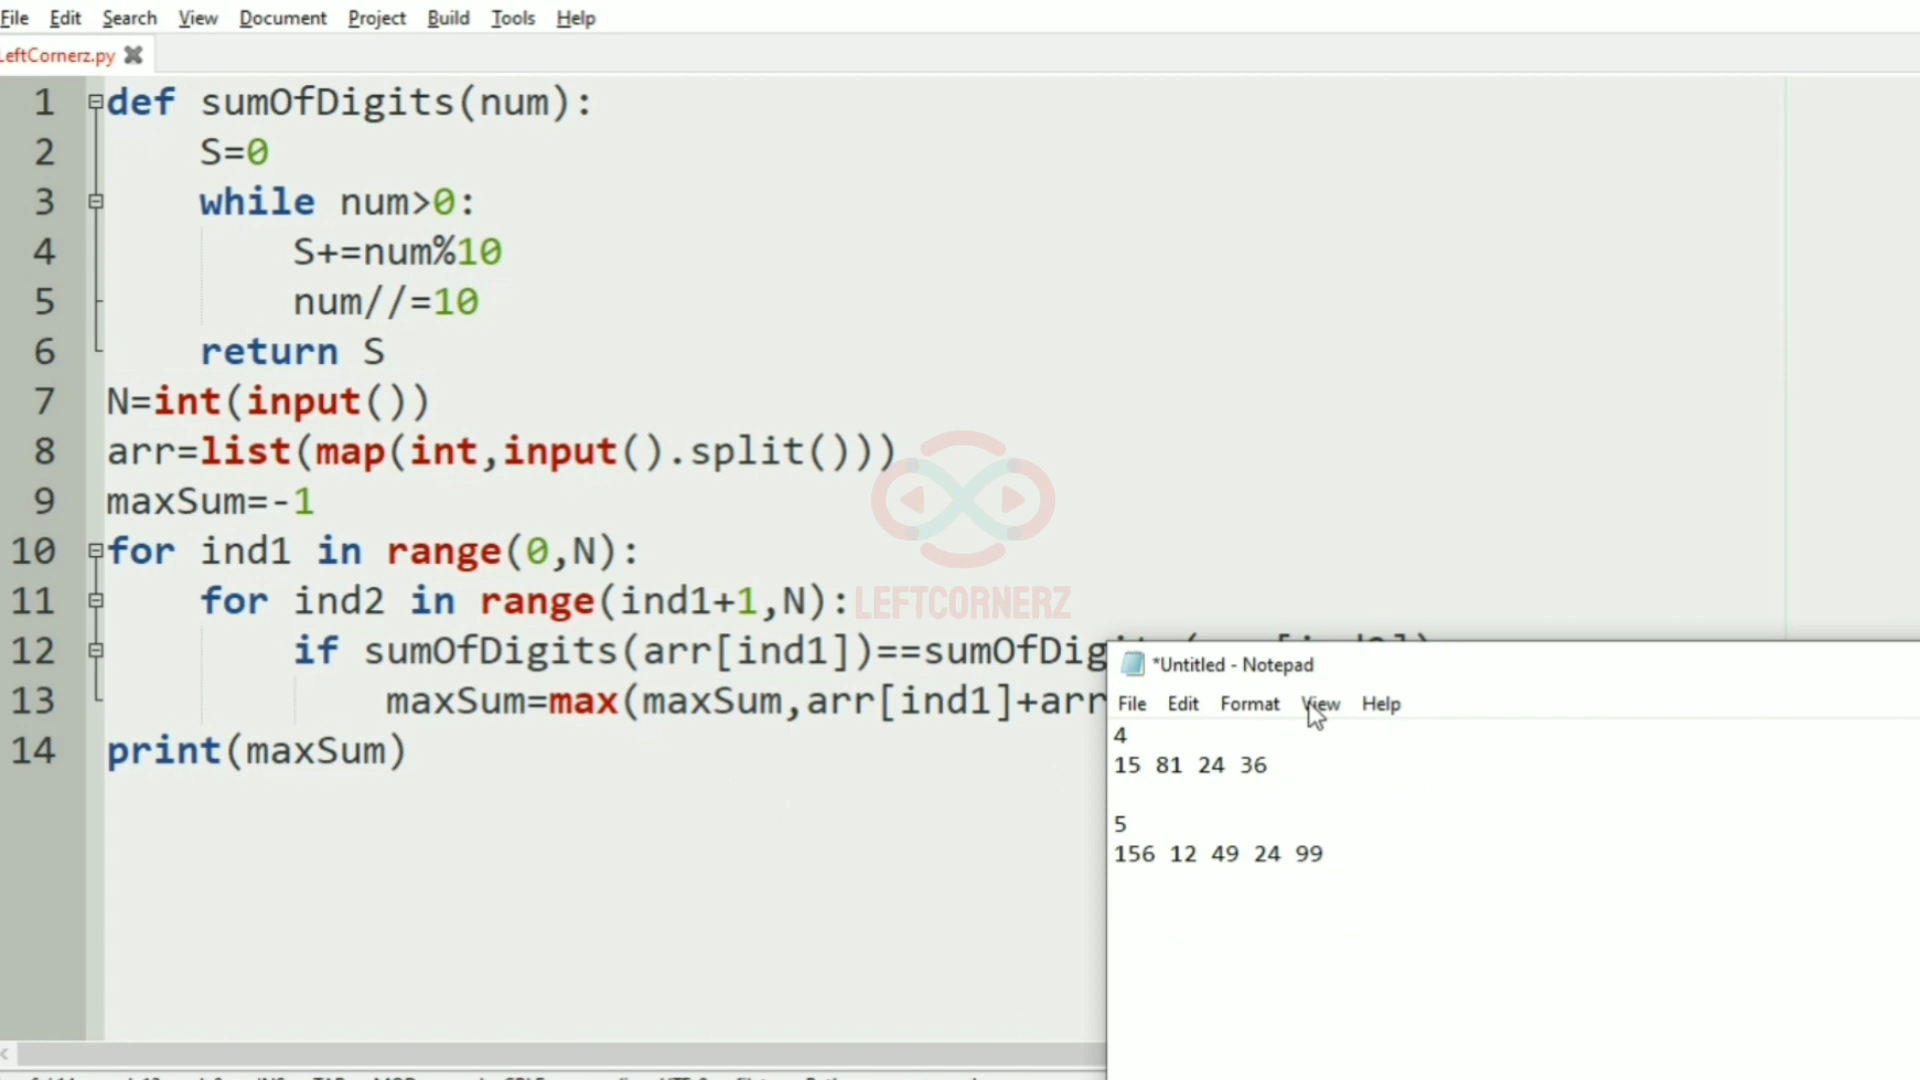 File Edit Search View Document Project Build Tools Help
LeftCornerz.py
1 def sumOfDigits(num):
2 S=0
3 while num>0:
4 S+=num%10
5 num//=10
6 return S
7 N=int(input())
8 arr=list(map(int,input().split()))
9 maxSum=-1
10 for ind1 in range(0,N):
11 for ind2 in range(ind1+1,N):
12 if sumOfDigits(arr[ind1])==sumOfDig
13 maxSum=max(maxSum,arr[ind1]+arr
14 print(maxSum)
LEFTCORNERZ
*Untitled - Notepad
File Edit Format View Help
4
15 81 24 36
5
156 12 49 24 99